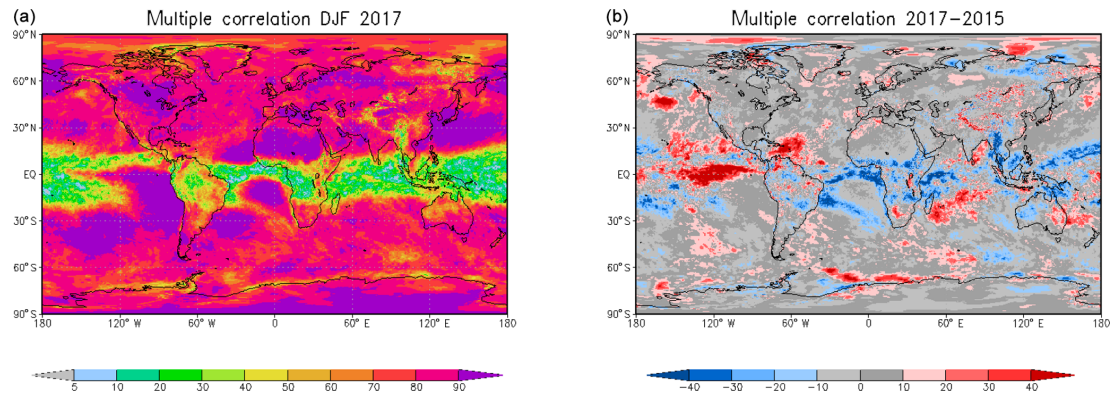 (a) Multiple correlation DJF 2017
90°N
60°N
30°N
EQ
30°S
60°S
90°S
180 120°W 60°W 0 60°E 120°E 180
5 10 20 30 40 50 60 70 80 90
(b) Multiple correlation 2017-2015
90°N
60°N
30°N
EQ
30°S
60°S
90°S
180 120°W 60°W 0 60°E 120°E 180
-40 -30 -20 -10 0 10 20 30 40